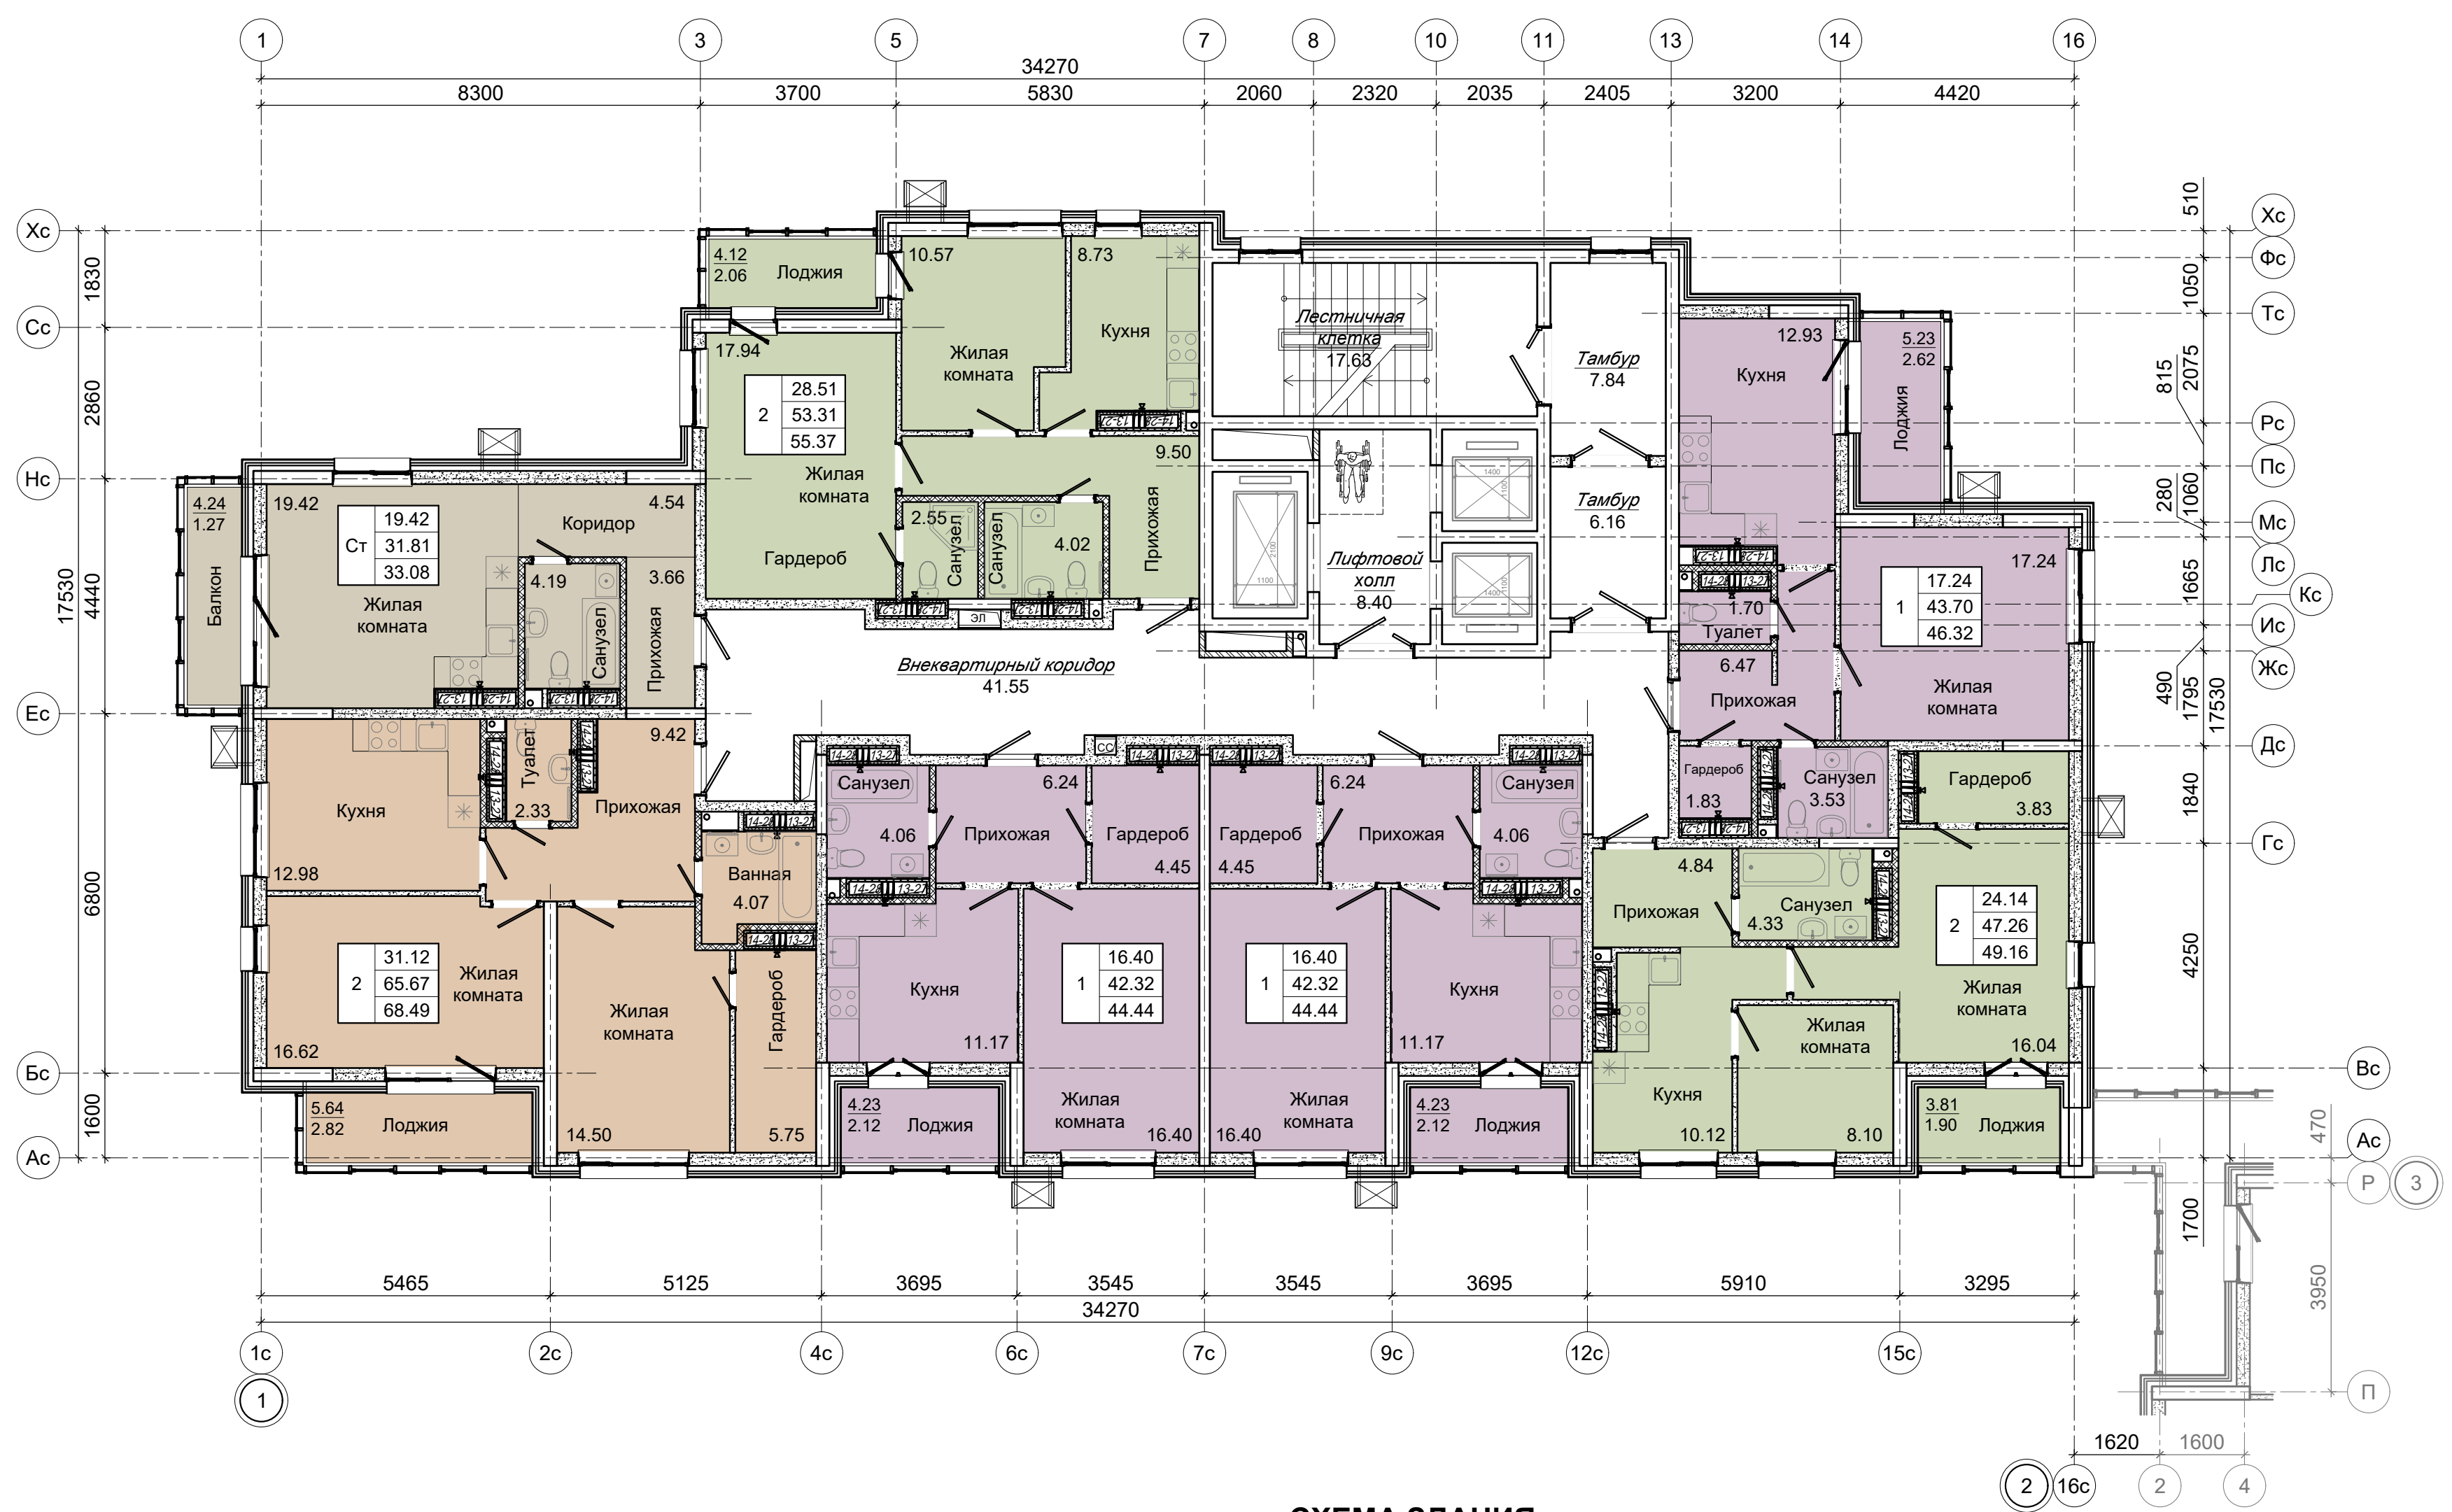 1 3 5 7 8 10 11 13 14 16
34270
8300 3700 5830 2060 2320 2035 2405 3200 4420
Хс
Сс
Нс
Ес
Бс
Ас
1830
2860
4440
6800
1600
17530
Хс
Фс
Тс
Рс
Пс
Мс
Лс
Кс
Ис
Жс
Дс
Гс
Вс
Ас
Р 3
П
510
1050
2075
815
1060
280
1665
490
1795
17530
1840
4250
470
1700
3950
4.12
2.06
Лоджия
10.57
Жилая
комната
8.73
Кухня
17.94
2
28.51
53.31
55.37
Жилая
комната
Гардероб
9.50
Прихожая
2.55
Санузел
Санузел
4.02
ЭЛ
Лестничная
клетка
17.63
Тамбур
7.84
Тамбур
6.16
Лифтовой
холл
8.40
2100
1100
1400
1100
1400
1100
12.93
Кухня
5.23
2.62
Лоджия
4.24
1.27
Балкон
19.42
Ст
19.42
31.81
33.08
Жилая
комната
Коридор
4.54
4.19
Санузел
3.66
Прихожая
Внеквартирный коридор
41.55
1.70
Туалет
6.47
Прихожая
17.24
1
17.24
43.70
46.32
Жилая
комната
Кухня
12.98
Туалет
2.33
9.42
Прихожая
Ванная
4.07
16.62
2
31.12
65.67
68.49
Жилая
комната
Жилая
комната
14.50
Гардероб
5.75
5.64
2.82
Лоджия
СС
Санузел
4.06
6.24
Прихожая
Гардероб
4.45
Кухня
11.17
1
16.40
42.32
44.44
Жилая
комната
16.40
4.23
2.12
Лоджия
Гардероб
4.45
6.24
Прихожая
Санузел
4.06
1
16.40
42.32
44.44
Жилая
комната
16.40
Кухня
11.17
4.23
2.12
Лоджия
Гардероб
1.83
Санузел
3.53
Гардероб
3.83
4.84
Прихожая
Санузел
4.33
2
24.14
47.26
49.16
Жилая
комната
16.04
Жилая
комната
8.10
Кухня
10.12
3.81
1.90
Лоджия
5465 5125 3695 3545 3545 3695 5910 3295
34270
1с 2с 4с 6с 7с 9с 12с 15с
1
1620 1600
2 16с 2 4
СХЕМА ЗДАНИЯ